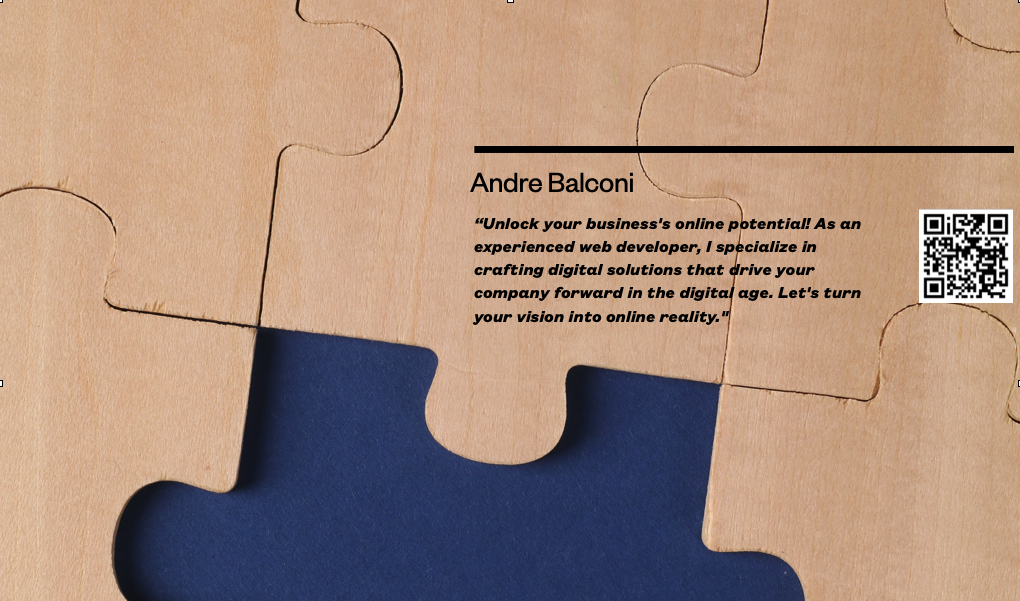 Andre Balconi
“Unlock your business's online potential! As an
experienced web developer, I specialize in
crafting digital solutions that drive your
company forward in the digital age. Let's turn
your vision into online reality."